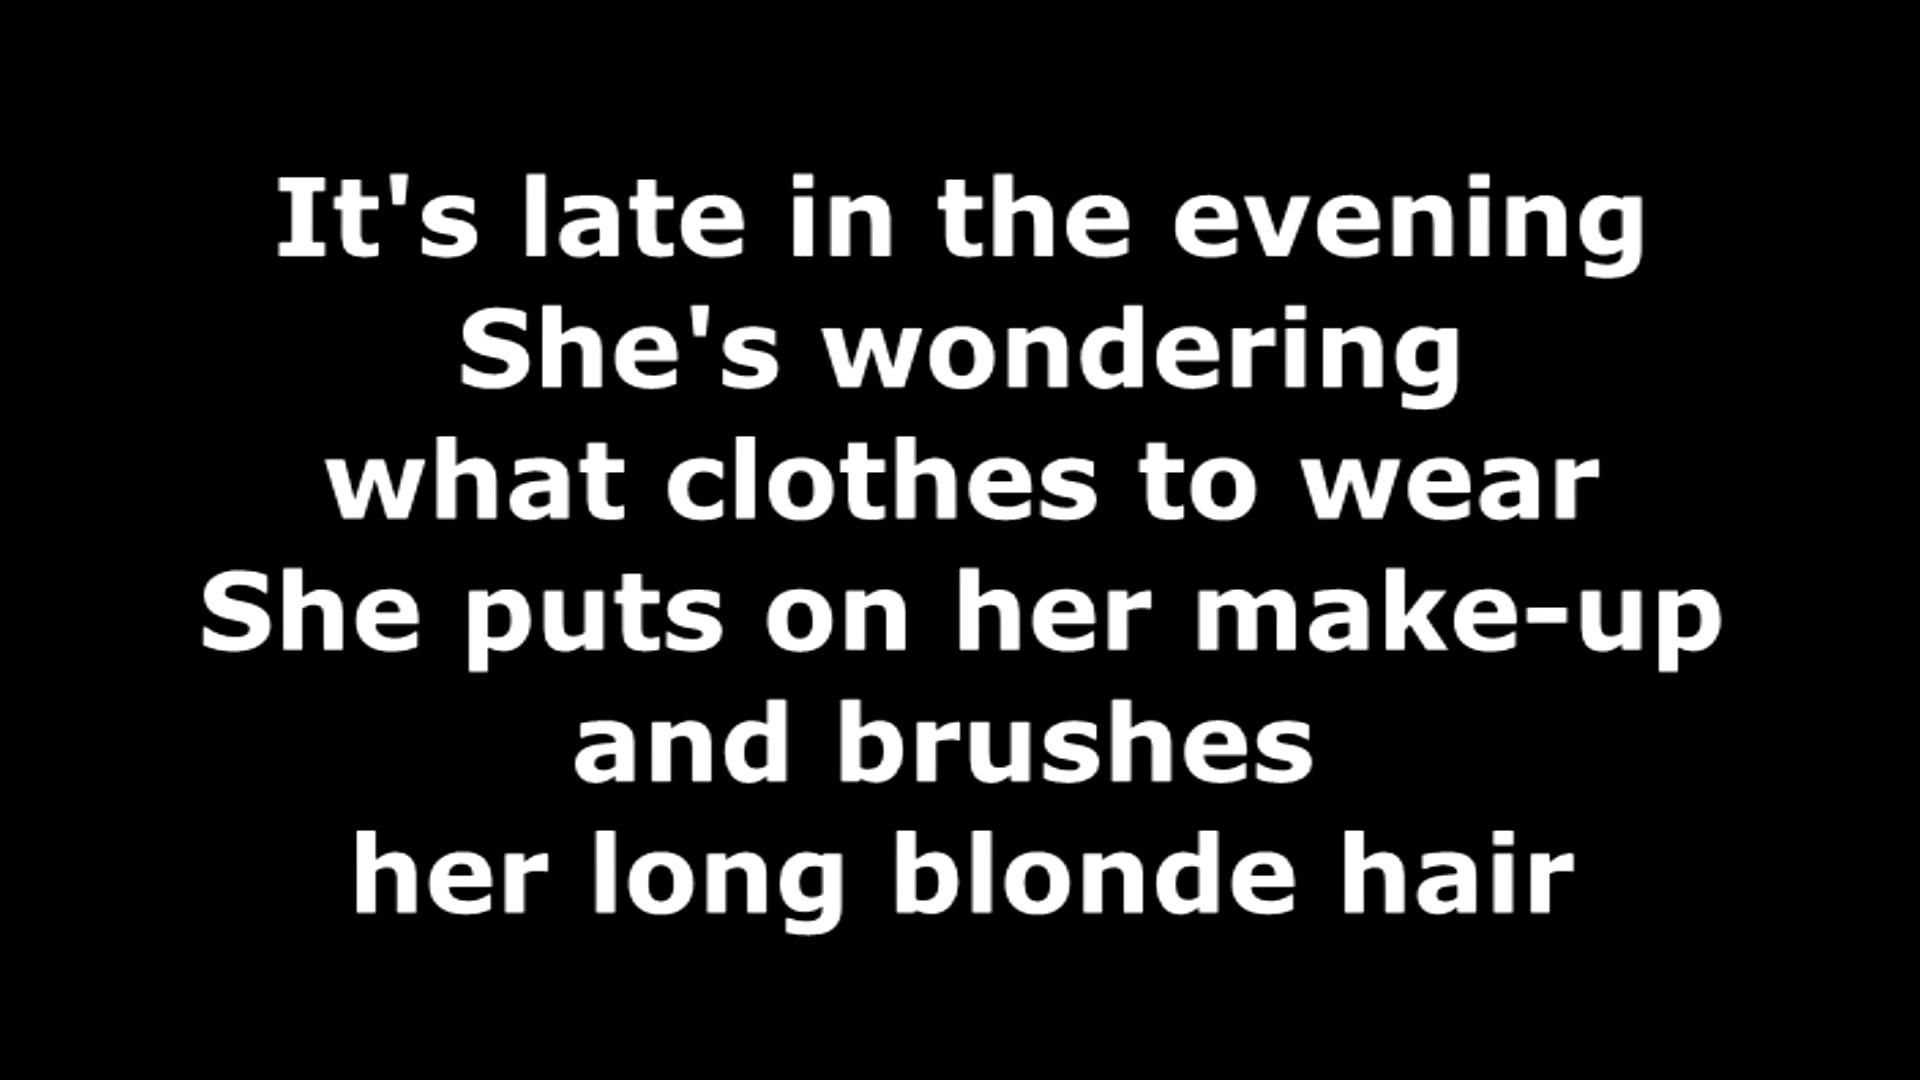 It's late in the evening
She's wondering
what clothes to wear
She puts on her make-up
and brushes
her long blonde hair